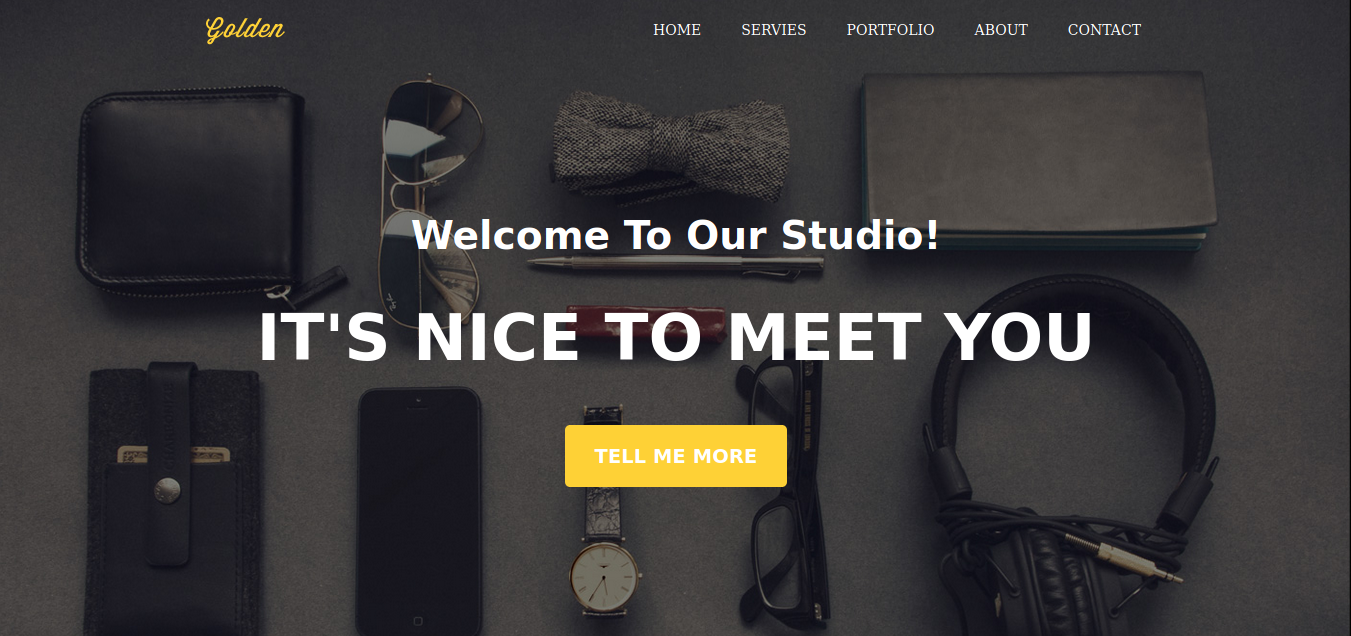 Golden
HOME SERVIES PORTFOLIO ABOUT CONTACT
Welcome To Our Studio!
IT'S NICE TO MEET YOU
TELL ME MORE